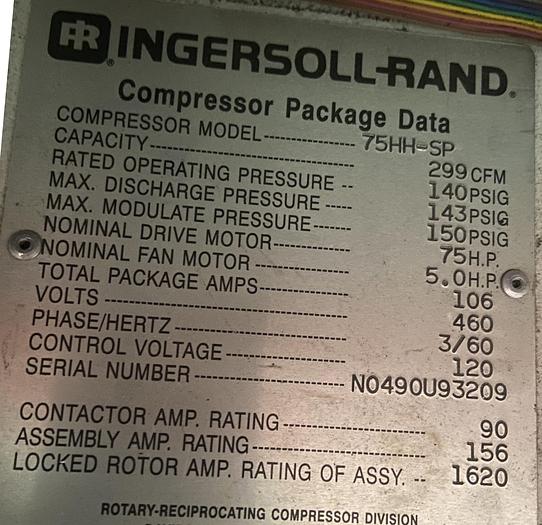 IR INGERSOLL-RAND®
Compressor Package Data
COMPRESSOR MODEL---------------- 75HH-SP
CAPACITY------------------------------------ 299 CFM
RATED OPERATING PRESSURE -- 140 PSIG
MAX. DISCHARGE PRESSURE ----- 143 PSIG
MAX. MODULATE PRESSURE------- 150 PSIG
NOMINAL DRIVE MOTOR------------- 75 H.P.
NOMINAL FAN MOTOR ---------------- 5.0 H.P.
TOTAL PACKAGE AMPS--------------- 106
VOLTS ------------------------------------------ 460
PHASE/HERTZ ------------------------------ 3/60
CONTROL VOLTAGE --------------------- 120
SERIAL NUMBER -------------------------- N0490U93209
CONTACTOR AMP. RATING------------------------- 90
ASSEMBLY AMP. RATING------------------------------ 156
LOCKED ROTOR AMP. RATING OF ASSY. -- 1620
ROTARY-RECIPROCATING COMPRESSOR DIVISION